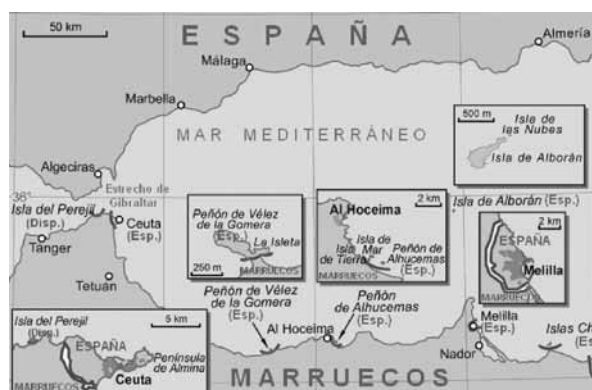 50 km
ESPAÑA
Almería
Málaga
Marbella
MAR MEDITERRÁNEO
500 m
Isla de
las Nubes
Isla de Alborán
Algeciras
Estrecho de
Gibraltar
36°
Isla del Perejil
(Disp.)
Ceuta
(Esp.)
Tánger
Tetuán
Peñón de Vélez
de la Gomera
(Esp.)
La Isleta
250 m
MARRUECOS
Al Hoceima
2 km
Isla de Tierra
Isla de Mar
Peñón de
Alhucemas
(Esp.)
MARRUECOS
Isla de Alborán (Esp.)
2 km
ESPAÑA
Melilla
MARRUECOS
Peñón de Vélez
de la Gomera
(Esp.)
Al Hoceima
Peñón
de Alhucemas
(Esp.)
Melilla
(Esp.)
Nador
Islas Ch
(Es
Isla del Perejil
(Disp.)
5 km
ESPAÑA
Península
de Almina
Ceuta
MARRUECOS
MARRUECOS